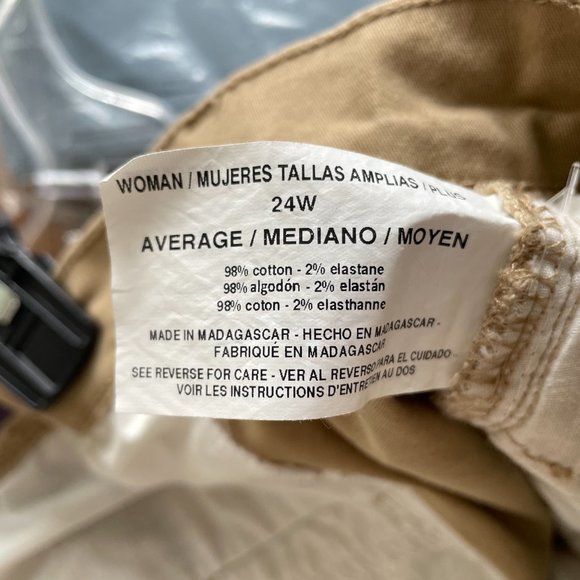 WOMAN / MUJERES TALLAS AMPLIAS / PLUS
24W
AVERAGE / MEDIANO / MOYEN
98% cotton - 2% elastane
98% algodón - 2% elastán
98% coton - 2% elasthanne
MADE IN MADAGASCAR - HECHO EN MADAGASCAR -
FABRIQUÉ EN MADAGASCAR
SEE REVERSE FOR CARE - VER AL REVERSO PARA EL CUIDADO -
VOIR LES INSTRUCTIONS D'ENTRETIEN AU DOS